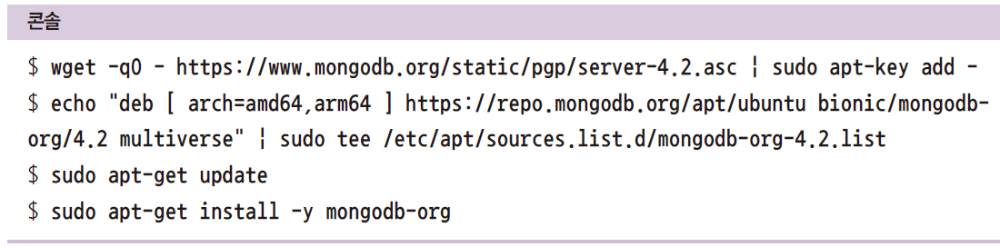 콘솔
$ wget -qO - https://www.mongodb.org/static/pgp/server-4.2.asc ¦ sudo apt-key add -
$ echo "deb [ arch=amd64,arm64 ] https://repo.mongodb.org/apt/ubuntu bionic/mongodb-
org/4.2 multiverse" ¦ sudo tee /etc/apt/sources.list.d/mongodb-org-4.2.list
$ sudo apt-get update
$ sudo apt-get install -y mongodb-org